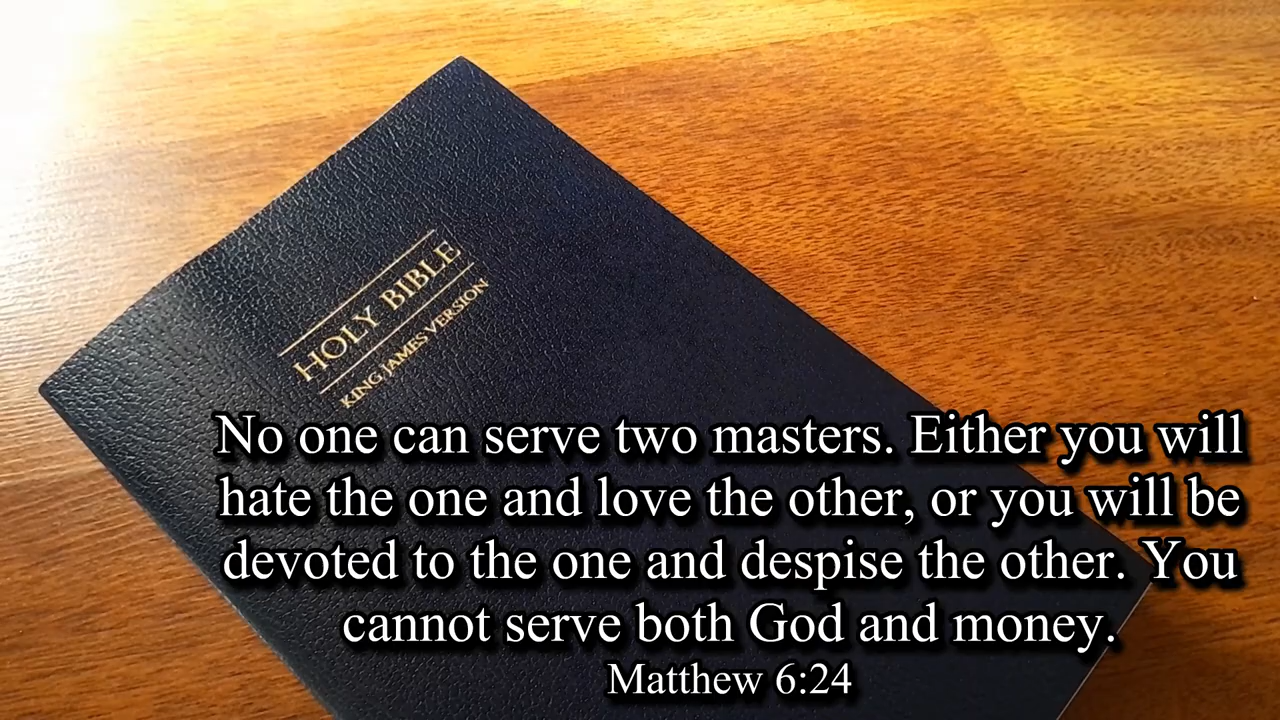 HOLY BIBLE
KING JAMES VERSION
No one can serve two masters. Either you will
hate the one and love the other, or you will be
devoted to the one and despise the other. You
cannot serve both God and money.
Matthew 6:24